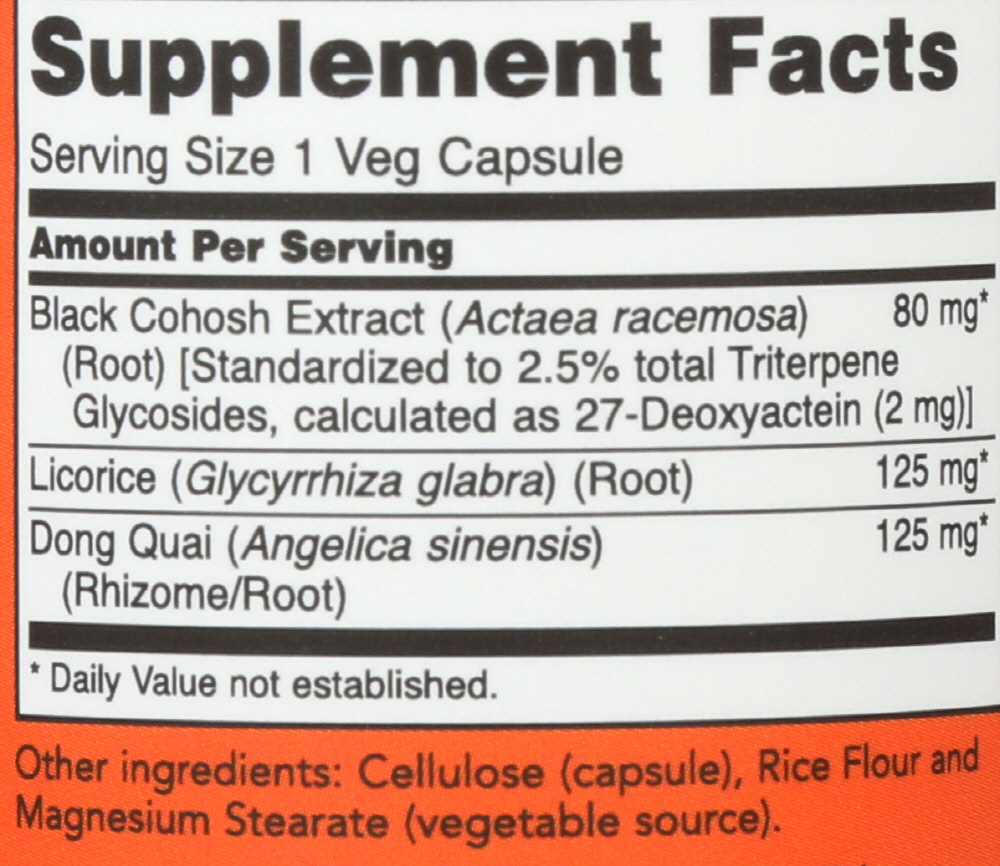 Supplement Facts
Serving Size 1 Veg Capsule
Amount Per Serving
Black Cohosh Extract (Actaea racemosa) 80 mg*
(Root) [Standardized to 2.5% total Triterpene
Glycosides, calculated as 27-Deoxyactein (2 mg)]
Licorice (Glycyrrhiza glabra) (Root) 125 mg*
Dong Quai (Angelica sinensis) 125 mg*
(Rhizome/Root)
* Daily Value not established.
Other ingredients: Cellulose (capsule), Rice Flour and
Magnesium Stearate (vegetable source).